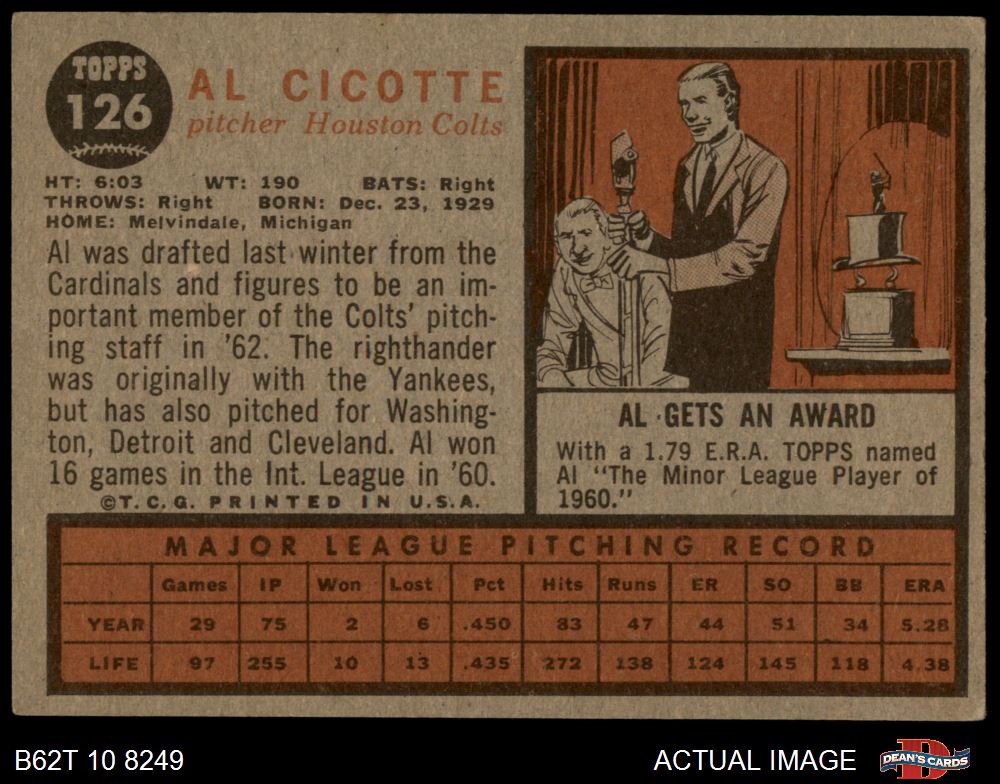 TOPPS
126
AL CICOTTE
pitcher Houston Colts
HT: 6:03 WT: 190 BATS: Right
THROWS: Right BORN: Dec. 23, 1929
HOME: Melvindale, Michigan
Al was drafted last winter from the
Cardinals and figures to be an im-
portant member of the Colts' pitch-
ing staff in '62. The righthander
was originally with the Yankees,
but has also pitched for Washing-
ton, Detroit and Cleveland. Al won
16 games in the Int. League in '60.
©T.C.G. PRINTED IN U.S.A.
AL GETS AN AWARD
With a 1.79 E.R.A. TOPPS named
Al "The Minor League Player of
1960."
MAJOR LEAGUE PITCHING RECORD
Games IP Won Lost Pct Hits Runs ER SO BB ERA
YEAR 29 75 2 6 .450 83 47 44 51 34 5.28
LIFE 97 255 10 13 .435 272 138 124 145 118 4.38
B62T 10 8249
ACTUAL IMAGE
DEAN'S CARDS